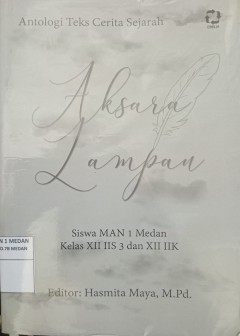 Antologi Teks Cerita Sejarah
Aksara
Lampau
Siswa MAN 1 Medan
Kelas XII IIS 3 dan XII IIK
N 1 MEDAN
Editor: Hasmita Maya, M.Pd.